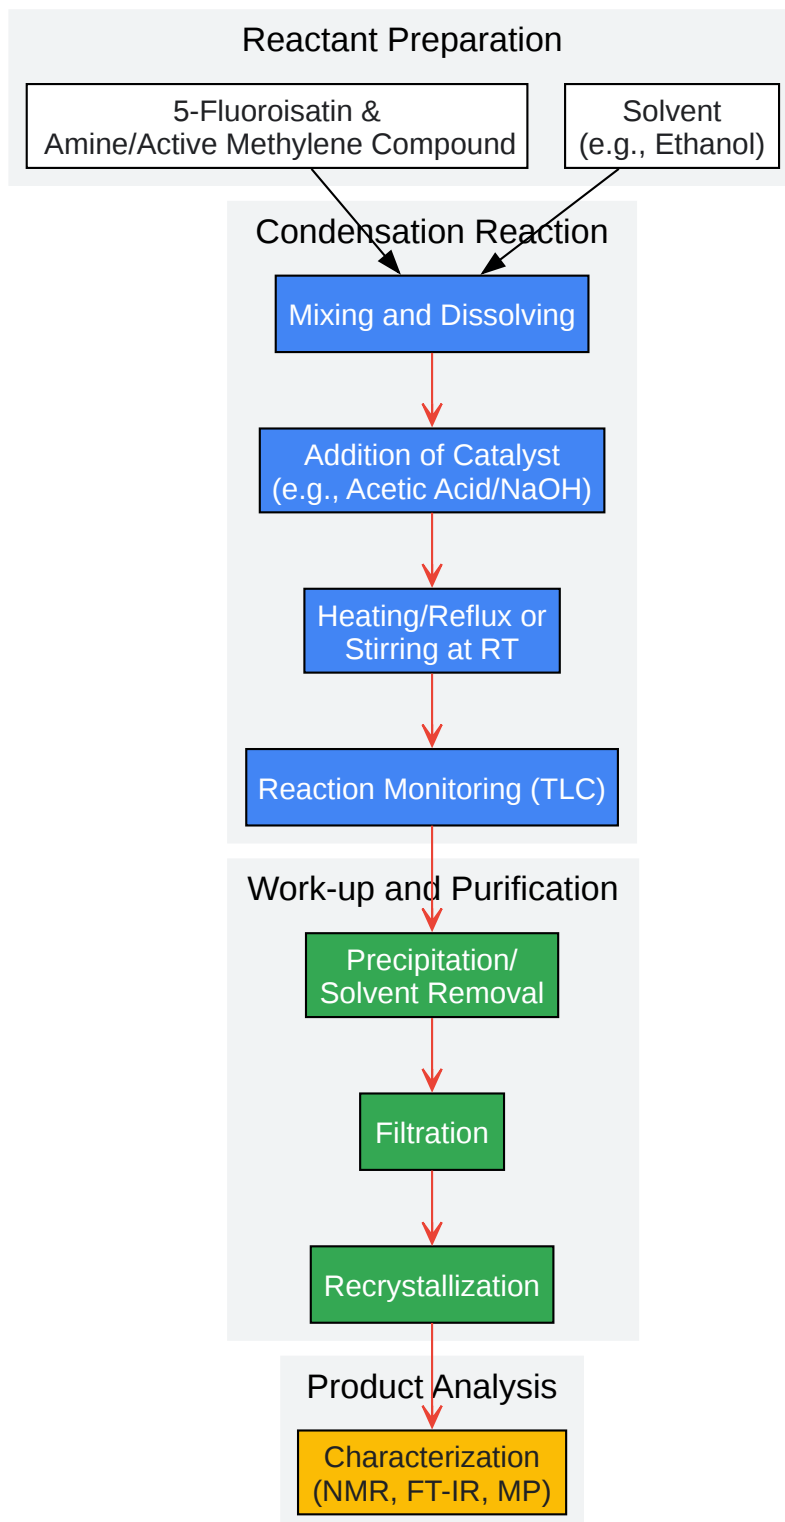 Reactant Preparation
5-Fluoroisatin &
Amine/Active Methylene Compound
Solvent
(e.g., Ethanol)
Condensation Reaction
Mixing and Dissolving
Addition of Catalyst
(e.g., Acetic Acid/NaOH)
Heating/Reflux or
Stirring at RT
Reaction Monitoring (TLC)
Work-up and Purification
Precipitation/
Solvent Removal
Filtration
Recrystallization
Product Analysis
Characterization
(NMR, FT-IR, MP)